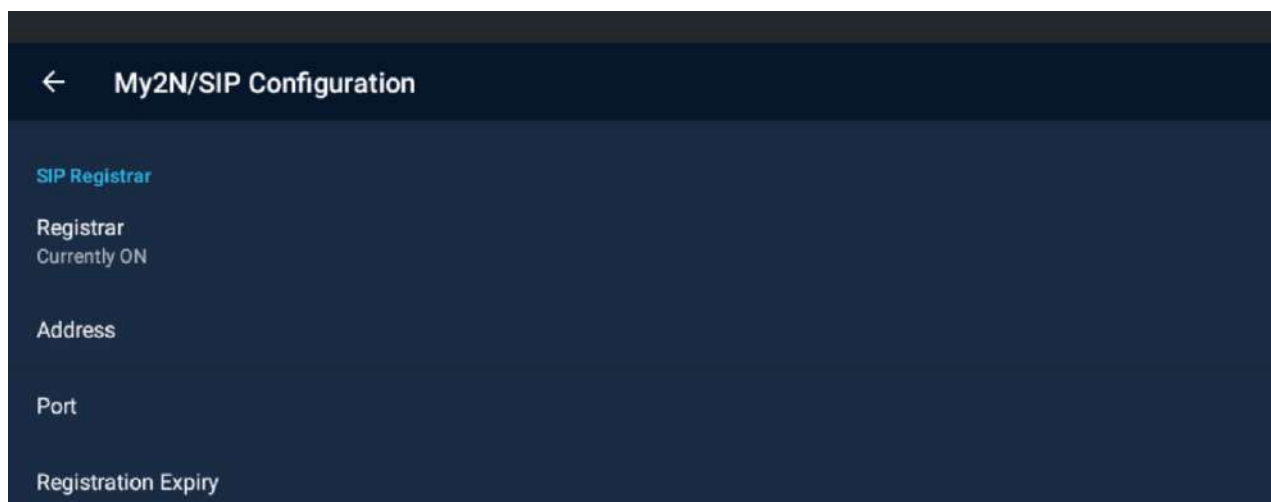 My2N/SIP Configuration
SIP Registrar
Registrar
Currently ON
Address
Port
Registration Expiry